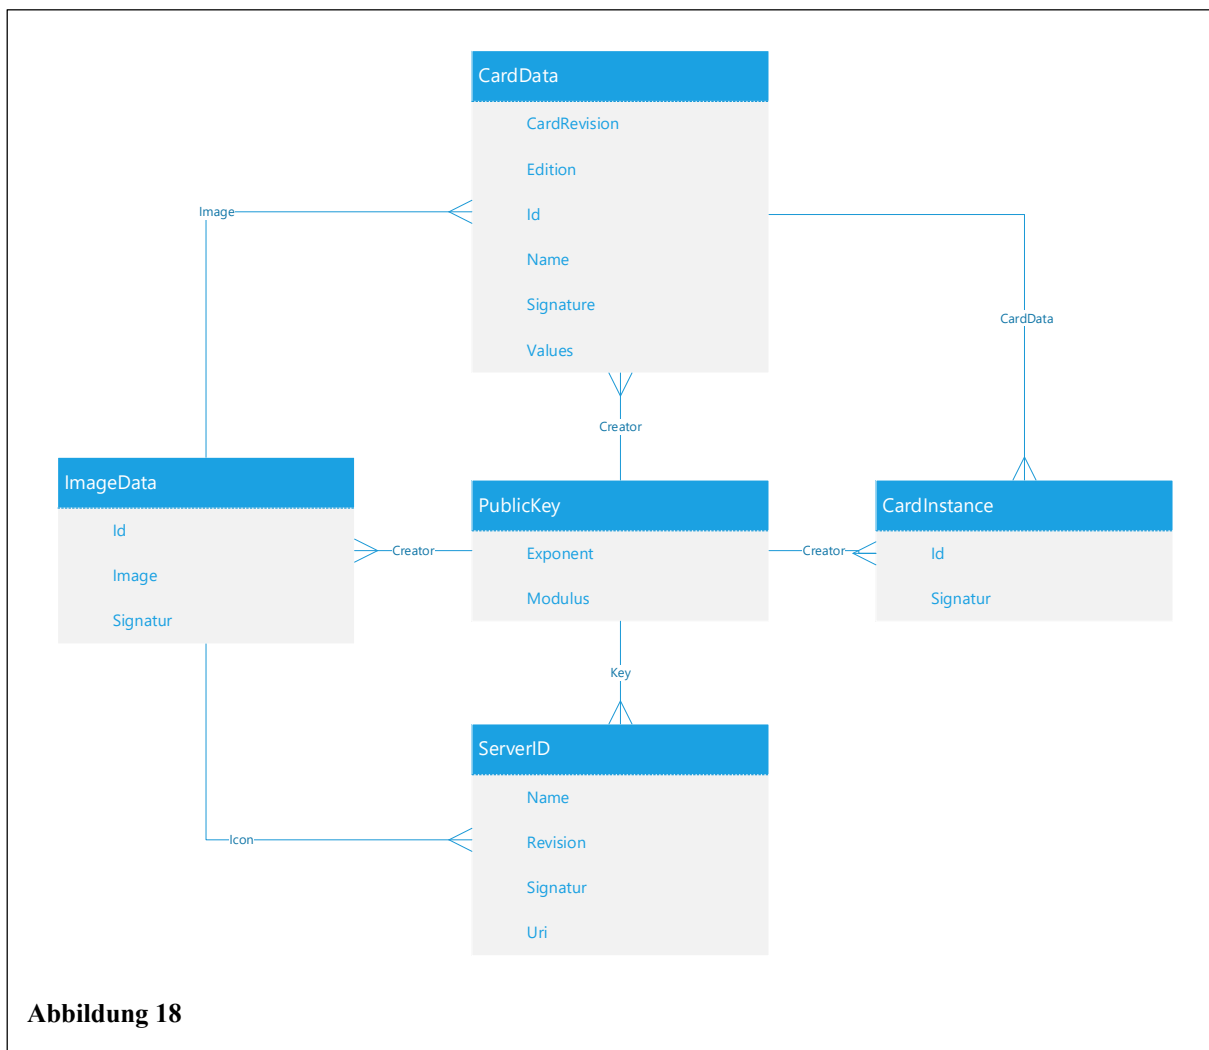 CardData
CardRevision
Edition
Id
Name
Signature
Values
Image
CardData
Creator
ImageData
Id
Image
Signatur
Creator
PublicKey
Exponent
Modulus
Creator
CardInstance
Id
Signatur
Key
ServerID
Name
Revision
Signatur
Uri
Icon
Abbildung 18